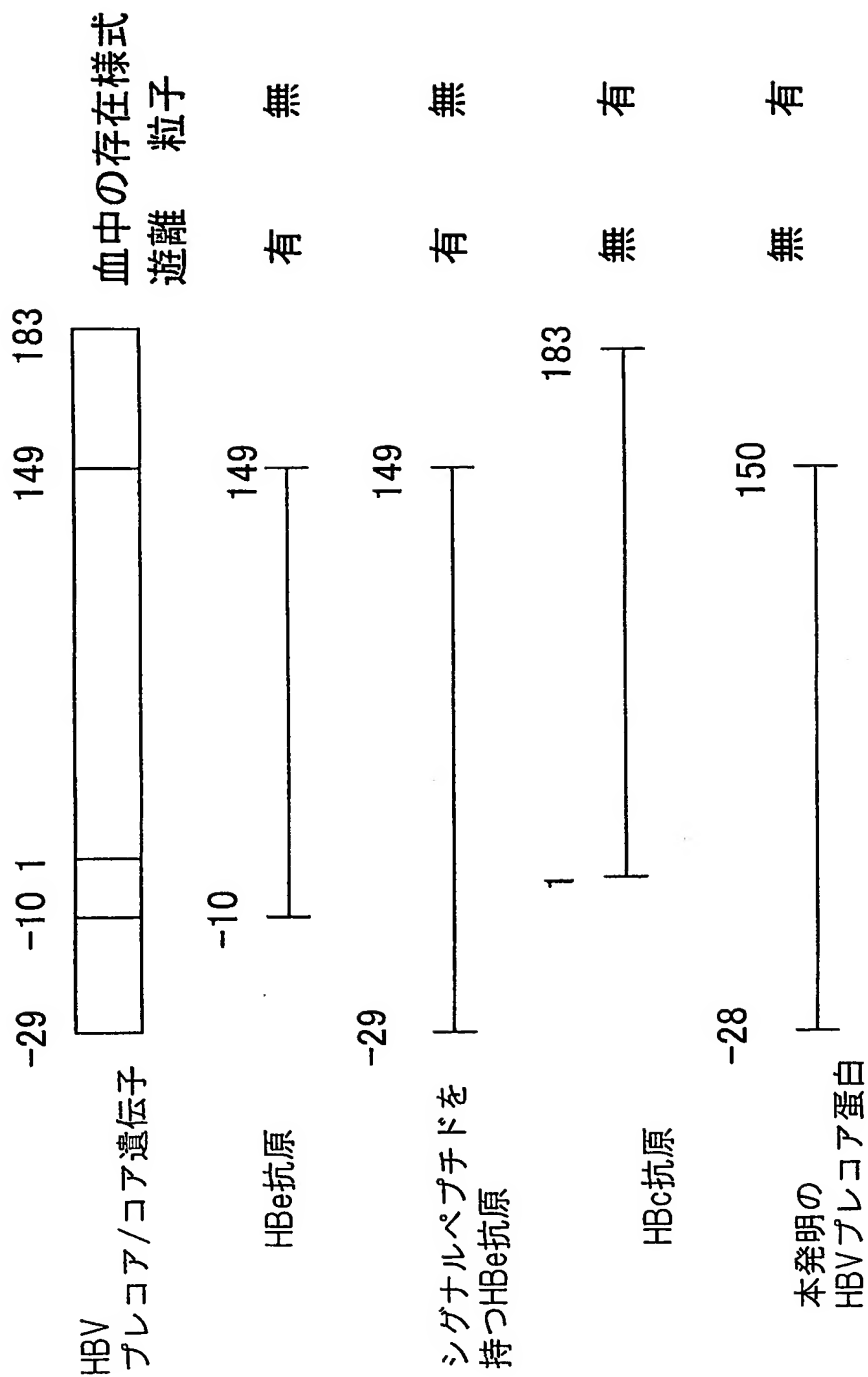 血中の存在様式
遊離 粒子
-29 -10 1 149 183
HBV
プレコア/コア遺伝子
-10 149
HBe抗原
有 無
-29 149
シグナルペプチドを
持つHBe抗原
有 無
1 183
HBc抗原
無 有
-28 150
本発明の
HBVプレコア蛋白
無 有